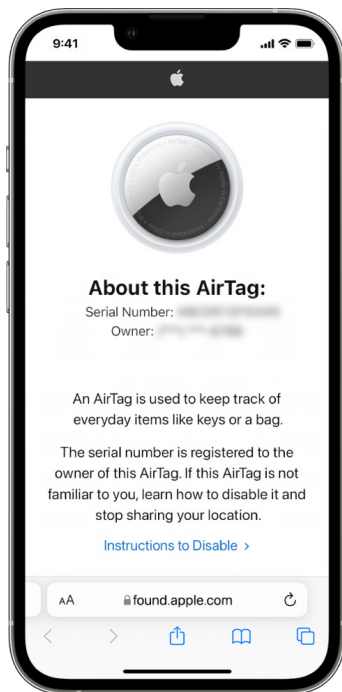 9:41
About this AirTag:
Serial Number:
Owner:
An AirTag is used to keep track of
everyday items like keys or a bag.
The serial number is registered to the
owner of this AirTag. If this AirTag is not
familiar to you, learn how to disable it and
stop sharing your location.
Instructions to Disable >
AA
found.apple.com